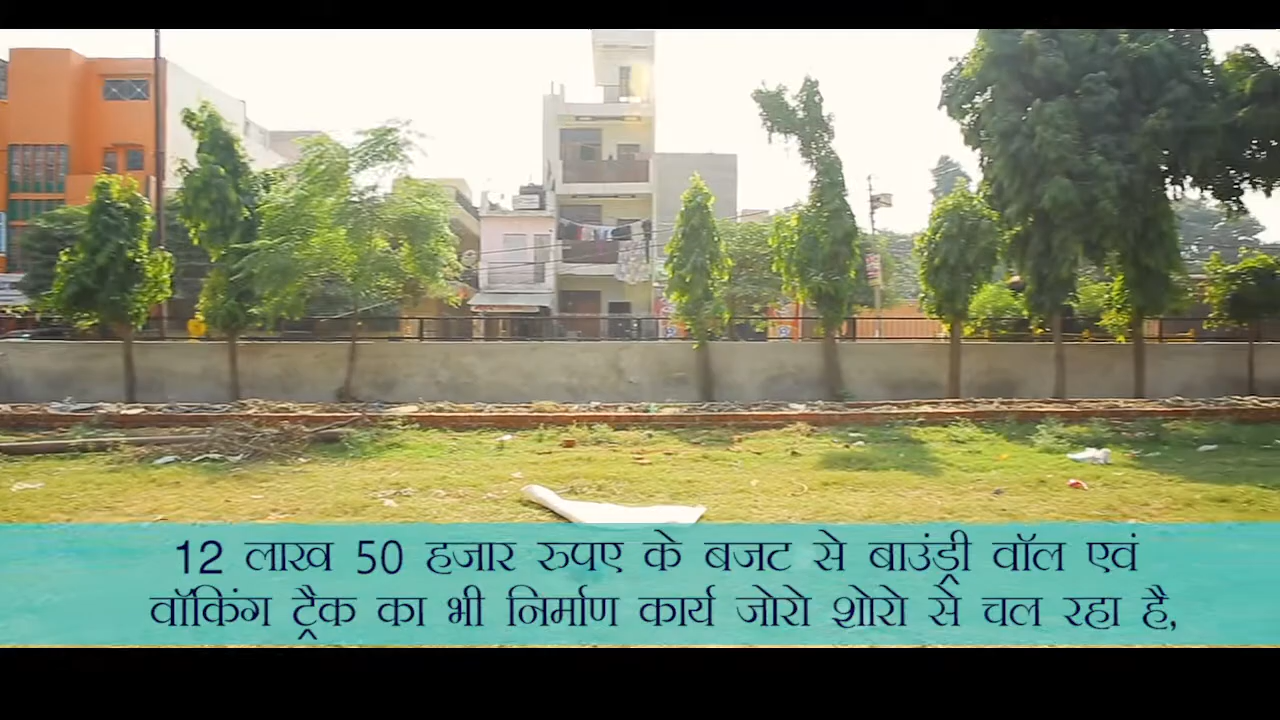 12 लाख 50 हजार रुपए के बजट से बाउंड्री वॉल एवं
वॉकिंग ट्रैक का भी निर्माण कार्य जोरो शोरो से चल रहा है,